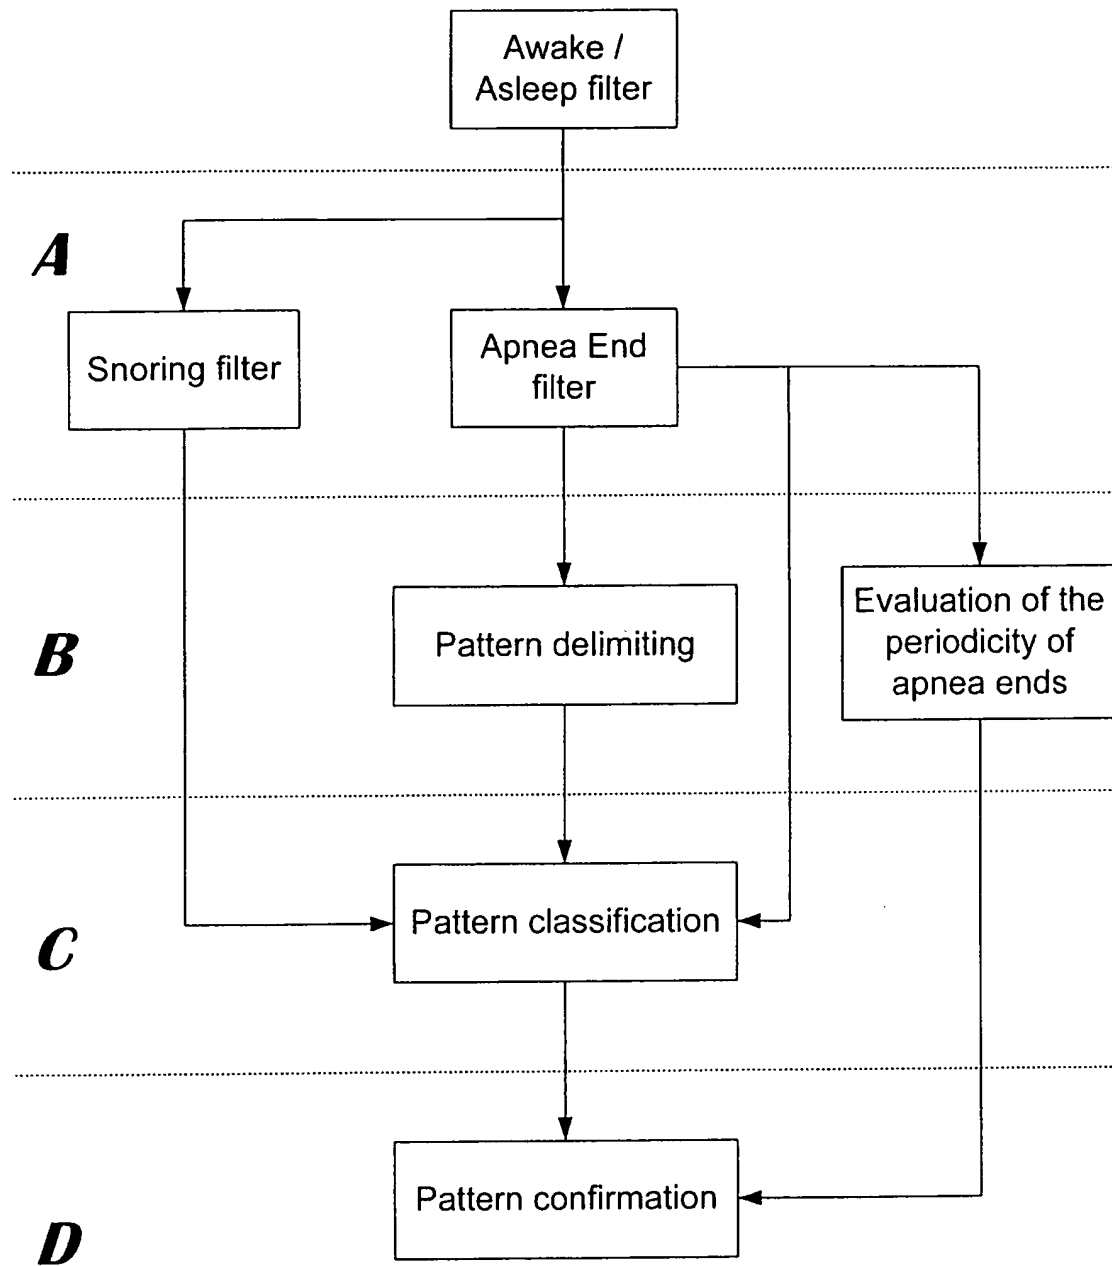 Awake /
Asleep filter
A
Snoring filter
Apnea End
filter
B
Pattern delimiting
Evaluation of the
periodicity of
apnea ends
C
Pattern classification
D
Pattern confirmation